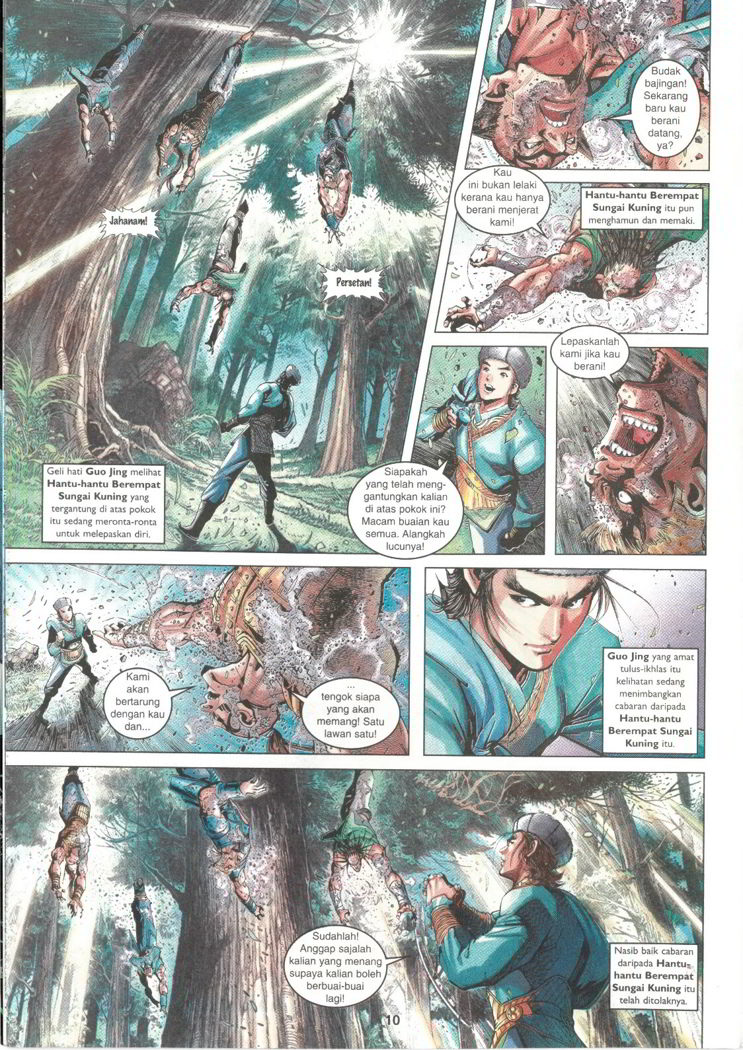 Jahanam!
Persetan!
Geli hati Guo Jing melihat
Hantu-hantu Berempat
Sungai Kuning yang
tergantung di atas pokok
itu sedang meronta-ronta
untuk melepaskan diri.
Budak
bajingan!
Sekarang
baru kau
berani
datang,
ya?
Kau
ini bukan lelaki
kerana kau hanya
berani menjerat
kami!
Hantu-hantu Berempat
Sungai Kuning itu pun
menghamun dan memaki.
Siapakah
yang telah meng-
gantungkan kalian
di atas pokok ini?
Macam buaian kau
semua. Alangkah
lucunya!
Lepaskanlah
kami jika kau
berani!
Kami
akan
bertarung
dengan kau
dan...
...
tengok siapa
yang akan
memang! Satu
lawan satu!
Guo Jing yang amat
tulus-ikhlas itu
kelihatan sedang
menimbangkan
cabaran daripada
Hantu-hantu
Berempat Sungai
Kuning itu.
Sudahlah!
Anggap sajalah
kalian yang menang
supaya kalian boleh
berbuai-buai
lagi!
Nasib baik cabaran
daripada Hantu-
hantu Berempat
Sungai Kuning itu
telah ditolaknya.
10